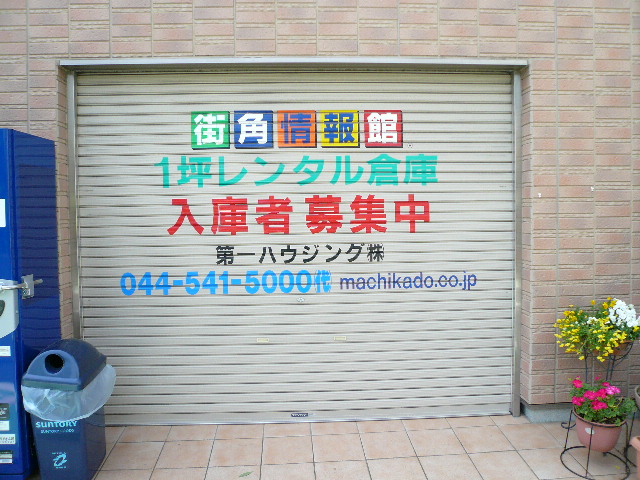 街角情報館
1坪レンタル倉庫
入庫者募集中
第一ハウジング㈱
044-541-5000㈹ machikado.co.jp
SUNTORY